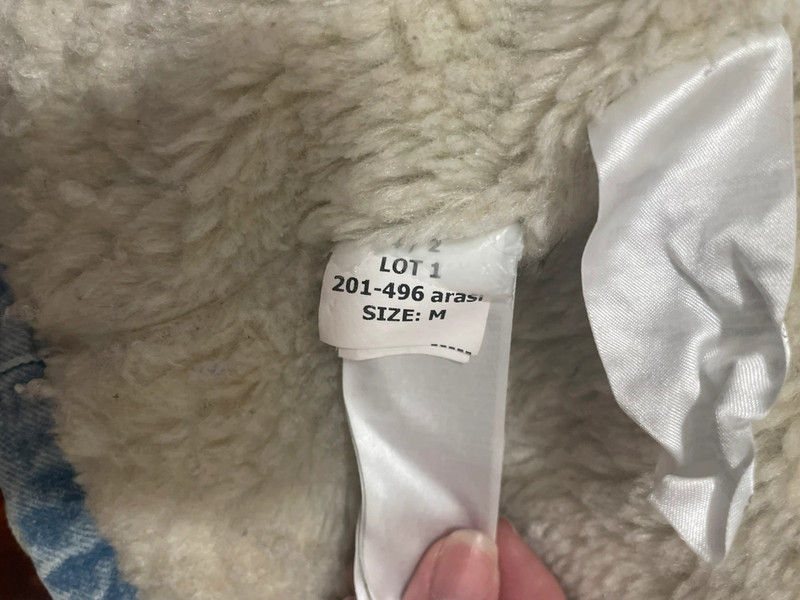 LOT 1
201-496 arası
SIZE: M
-----